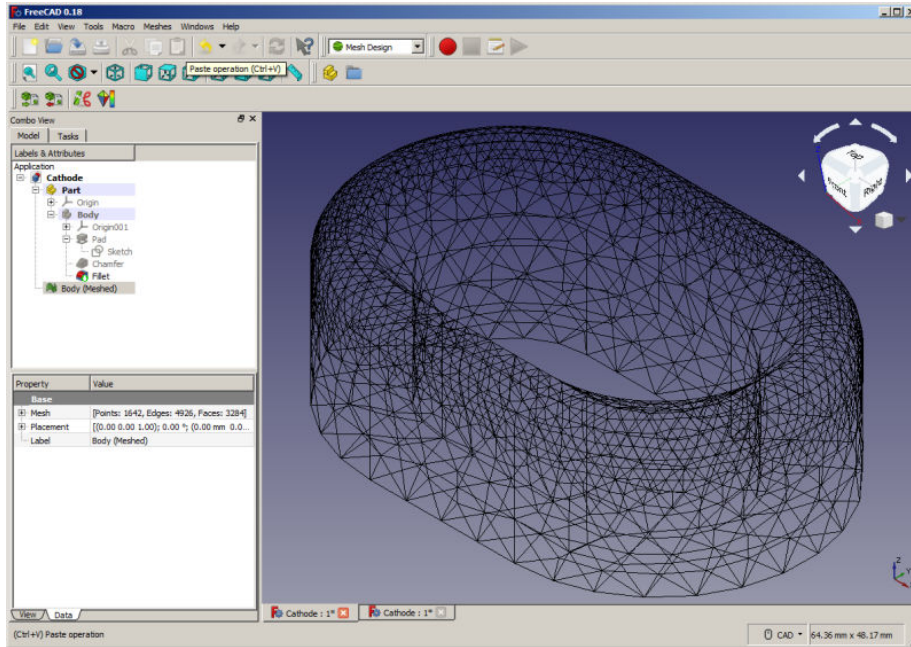 FreeCAD 0.18
File Edit View Tools Macro Meshes Windows Help
Mesh Design
Paste operation (Ctrl+V)
Combo View
Model Tasks
Labels & Attributes
Application
Cathode
Part
Origin
Body
Origin001
Pad
Sketch
Chamfer
Fillet
Body (Meshed)
Top
Front
Right
Property Value
Base
Mesh [Points: 1642, Edges: 4926, Faces: 3284]
Placement [(0.00 0.00 1.00); 0.00 °; (0.00 mm 0.0...
Label Body (Meshed)
Z
Y
View Data
Cathode : 1* Cathode : 1*
(Ctrl+V) Paste operation
CAD 64.36 mm x 48.17 mm